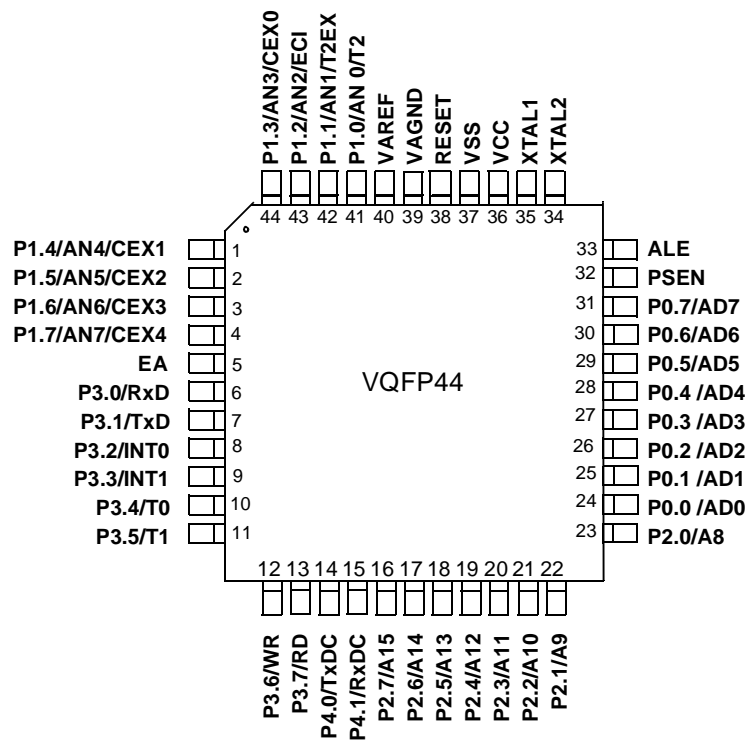 P1.3/AN3/CEX0
P1.2/AN2/ECI
P1.1/AN1/T2EX
P1.0/AN 0/T2
VAREF
VAGND
RESET
VSS
VCC
XTAL1
XTAL2
44
43
42
41
40
39
38
37
36
35
34
P1.4/AN4/CEX1
1
P1.5/AN5/CEX2
2
P1.6/AN6/CEX3
3
P1.7/AN7/CEX4
4
EA
5
P3.0/RxD
6
P3.1/TxD
7
P3.2/INT0
8
P3.3/INT1
9
P3.4/T0
10
P3.5/T1
11
VQFP44
33
ALE
32
PSEN
31
P0.7/AD7
30
P0.6/AD6
29
P0.5/AD5
28
P0.4 /AD4
27
P0.3 /AD3
26
P0.2 /AD2
25
P0.1 /AD1
24
P0.0 /AD0
23
P2.0/A8
12
13
14
15
16
17
18
19
20
21
22
P3.6/WR
P3.7/RD
P4.0/TxDC
P4.1/RxDC
P2.7/A15
P2.6/A14
P2.5/A13
P2.4/A12
P2.3/A11
P2.2/A10
P2.1/A9